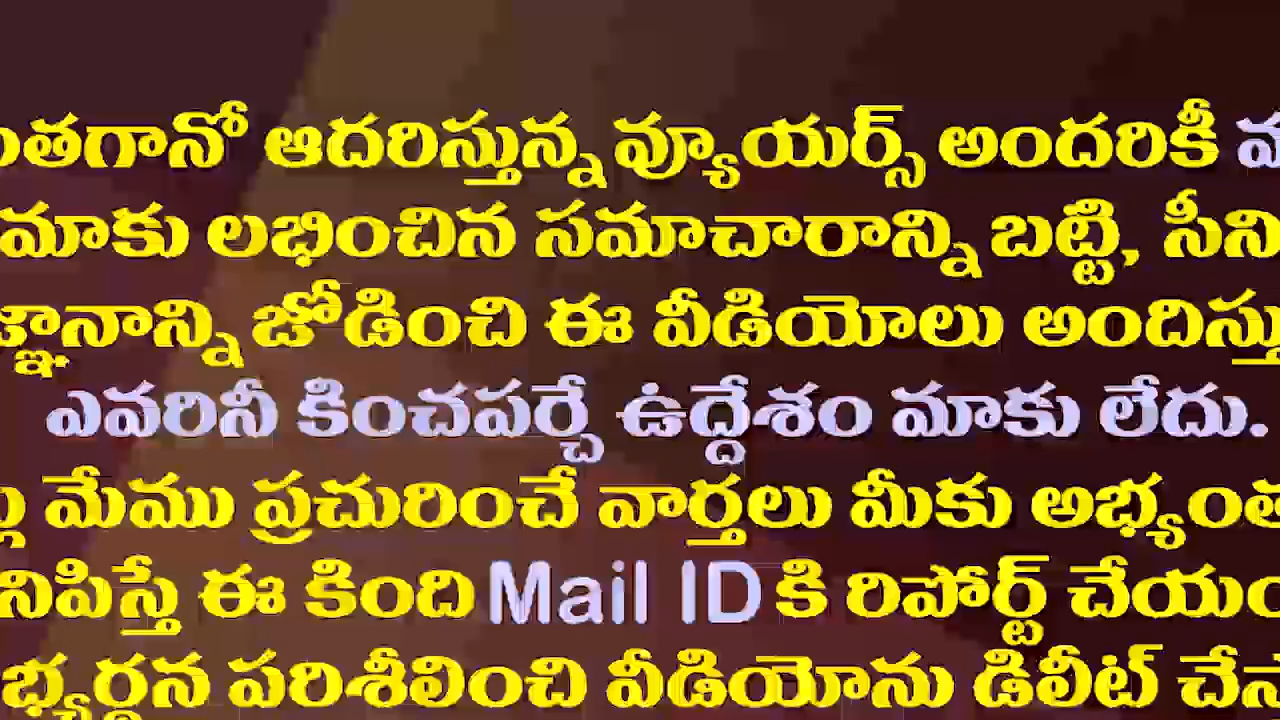 ంతగానో ఆదరిస్తున్న వ్యూయర్స్ అందరికీ
మాకు లభించిన సమాచారాన్ని బట్టి, సీని
జ్ఞానాన్ని జోడించి ఈ వీడియోలు అందిస్తు
ఎవరినీ కించపర్చే ఉద్దేశం మాకు లేదు.
మేము ప్రచురించే వార్తలు మీకు అభ్యంత
నిపిస్తే ఈ కింది Mail ID కి రిపోర్ట్ చేయం
భ్యర్థన పరిశీలించి వీడియోను డిలీట్ చేస